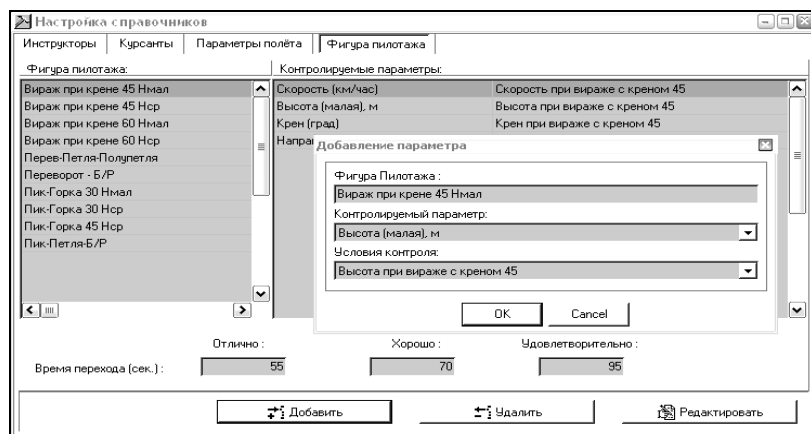 Настройка справочников
Инструкторы Курсанты Параметры полёта Фигура пилотажа
Фигура пилотажа: Контролируемые параметры:
Вираж при крене 45 Нмал Скорость (км/час) Скорость при вираже с креном 45
Вираж при крене 45 Нср Высота (малая), м Высота при вираже с креном 45
Вираж при крене 60 Нмал Крен (град) Крен при вираже с креном 45
Вираж при крене 60 Нср
Перев-Петля-Полупетля
Переворот - Б/Р
Пик-Горка 30 Нмал
Пик-Горка 30 Нср
Пик-Горка 45 Нср
Пик-Петля-Б/Р
Добавление параметра
Фигура Пилотажа :
Вираж при крене 45 Нмал
Контролируемый параметр:
Высота (малая), м
Условия контроля:
Высота при вираже с креном 45
OK Cancel
Отлично : Хорошо : Удовлетворительно :
Время перехода (сек.) : 55 70 95
Добавить Удалить Редактировать